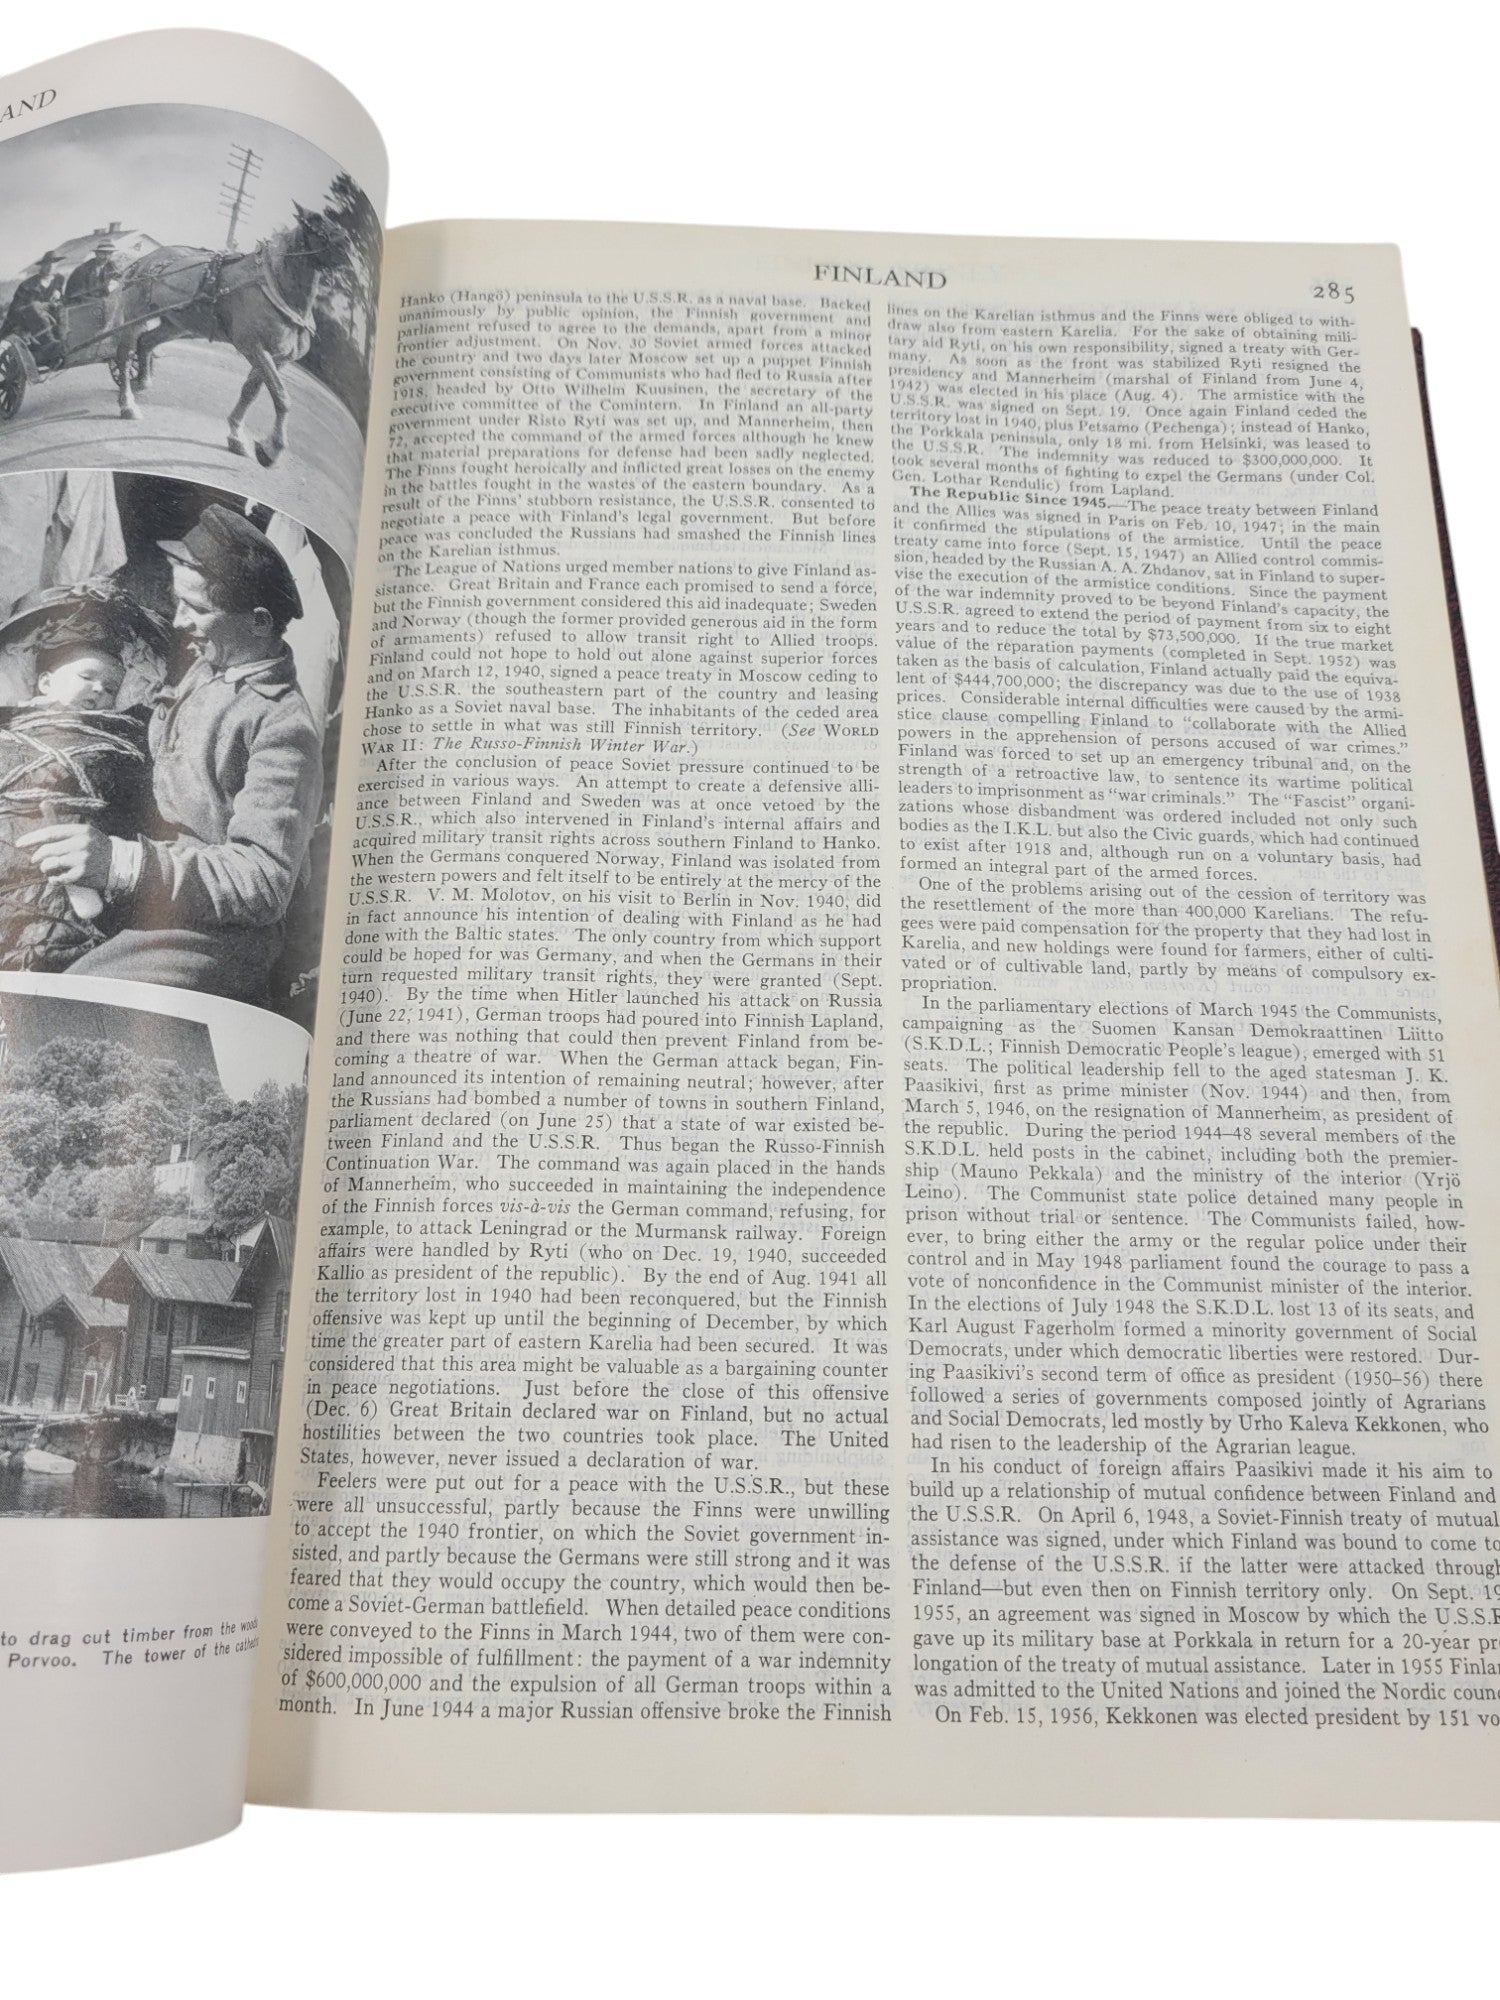 AND
to drag cut timber from the woods
Porvoo. The tower of the cathedr
FINLAND
285
Hanko (Hangö) peninsula to the U.S.S.R. as a naval base. Backed
unanimously by public opinion, the Finnish government and
parliament refused to agree to the demands, apart from a minor
frontier adjustment. On Nov. 30 Soviet armed forces attacked
the country and two days later Moscow set up a puppet Finnish
government consisting of Communists who had fled to Russia after
1918, headed by Otto Wilhelm Kuusinen, the secretary of the
executive committee of the Comintern. In Finland an all-party
government under Risto Ryti was set up, and Mannerheim, then
72, accepted the command of the armed forces although he knew
that material preparations for defense had been sadly neglected.
The Finns fought heroically and inflicted great losses on the enemy
in the battles fought in the wastes of the eastern boundary. As a
result of the Finns' stubborn resistance, the U.S.S.R. consented to
negotiate a peace with Finland's legal government. But before
peace was concluded the Russians had smashed the Finnish lines
on the Karelian isthmus.
The League of Nations urged member nations to give Finland as-
sistance. Great Britain and France each promised to send a force,
but the Finnish government considered this aid inadequate; Sweden
and Norway (though the former provided generous aid in the form
of armaments) refused to allow transit right to Allied troops.
Finland could not hope to hold out alone against superior forces
and on March 12, 1940, signed a peace treaty in Moscow ceding to
the U.S.S.R. the southeastern part of the country and leasing
Hanko as a Soviet naval base. The inhabitants of the ceded area
chose to settle in what was still Finnish territory. (See WORLD
WAR II: The Russo-Finnish Winter War.)
After the conclusion of peace Soviet pressure continued to be
exercised in various ways. An attempt to create a defensive alli-
ance between Finland and Sweden was at once vetoed by the
U.S.S.R., which also intervened in Finland's internal affairs and
acquired military transit rights across southern Finland to Hanko.
When the Germans conquered Norway, Finland was isolated from
the western powers and felt itself to be entirely at the mercy of the
U.S.S.R. V. M. Molotov, on his visit to Berlin in Nov. 1940, did
in fact announce his intention of dealing with Finland as he had
done with the Baltic states. The only country from which support
could be hoped for was Germany, and when the Germans in their
turn requested military transit rights, they were granted (Sept.
1940). By the time when Hitler launched his attack on Russia
(June 22, 1941), German troops had poured into Finnish Lapland,
and there was nothing that could then prevent Finland from be-
coming a theatre of war. When the German attack began, Fin-
land announced its intention of remaining neutral; however, after
the Russians had bombed a number of towns in southern Finland,
parliament declared (on June 25) that a state of war existed be-
tween Finland and the U.S.S.R. Thus began the Russo-Finnish
Continuation War. The command was again placed in the hands
of Mannerheim, who succeeded in maintaining the independence
of the Finnish forces vis-à-vis the German command, refusing, for
example, to attack Leningrad or the Murmansk railway. Foreign
affairs were handled by Ryti (who on Dec. 19, 1940, succeeded
Kallio as president of the republic). By the end of Aug. 1941 all
the territory lost in 1940 had been reconquered, but the Finnish
offensive was kept up until the beginning of December, by which
time the greater part of eastern Karelia had been secured. It was
considered that this area might be valuable as a bargaining counter
in peace negotiations. Just before the close of this offensive
(Dec. 6) Great Britain declared war on Finland, but no actual
hostilities between the two countries took place. The United
States, however, never issued a declaration of war.
Feelers were put out for a peace with the U.S.S.R., but these
were all unsuccessful, partly because the Finns were unwilling
to accept the 1940 frontier, on which the Soviet government in-
sisted, and partly because the Germans were still strong and it was
feared that they would occupy the country, which would then be-
come a Soviet-German battlefield. When detailed peace conditions
were conveyed to the Finns in March 1944, two of them were con-
sidered impossible of fulfillment: the payment of a war indemnity
of $600,000,000 and the expulsion of all German troops within a
month. In June 1944 a major Russian offensive broke the Finnish
lines on the Karelian isthmus and the Finns were obliged to with-
draw also from eastern Karelia. For the sake of obtaining mili-
tary aid Ryti, on his own responsibility, signed a treaty with Ger-
many. As soon as the front was stabilized Ryti resigned the
presidency and Mannerheim (marshal of Finland from June 4,
1942) was elected in his place (Aug. 4). The armistice with the
U.S.S.R. was signed on Sept. 19. Once again Finland ceded the
territory lost in 1940, plus Petsamo (Pechenga); instead of Hanko,
the Porkkala peninsula, only 18 mi. from Helsinki, was leased to
the U.S.S.R. The indemnity was reduced to $300,000,000. It
took several months of fighting to expel the Germans (under Col.
Gen. Lothar Rendulic) from Lapland.
The Republic Since 1945.—The peace treaty between Finland
and the Allies was signed in Paris on Feb. 10, 1947; in the main
it confirmed the stipulations of the armistice. Until the peace
treaty came into force (Sept. 15, 1947) an Allied control commis-
sion, headed by the Russian A. A. Zhdanov, sat in Finland to super-
vise the execution of the armistice conditions. Since the payment
of the war indemnity proved to be beyond Finland's capacity, the
U.S.S.R. agreed to extend the period of payment from six to eight
years and to reduce the total by $73,500,000. If the true market
value of the reparation payments (completed in Sept. 1952) was
taken as the basis of calculation, Finland actually paid the equiva-
lent of $444,700,000; the discrepancy was due to the use of 1938
prices. Considerable internal difficulties were caused by the armi-
stice clause compelling Finland to "collaborate with the Allied
powers in the apprehension of persons accused of war crimes."
Finland was forced to set up an emergency tribunal and, on the
strength of a retroactive law, to sentence its wartime political
leaders to imprisonment as "war criminals." The "Fascist" organi-
zations whose disbandment was ordered included not only such
bodies as the I.K.L. but also the Civic guards, which had continued
to exist after 1918 and, although run on a voluntary basis, had
formed an integral part of the armed forces.
One of the problems arising out of the cession of territory was
the resettlement of the more than 400,000 Karelians. The refu-
gees were paid compensation for the property that they had lost in
Karelia, and new holdings were found for farmers, either of culti-
vated or of cultivable land, partly by means of compulsory ex-
propriation.
In the parliamentary elections of March 1945 the Communists,
campaigning as the Suomen Kansan Demokraattinen Liitto
(S.K.D.L.; Finnish Democratic People's league), emerged with 51
seats. The political leadership fell to the aged statesman J. K.
Paasikivi, first as prime minister (Nov. 1944) and then, from
March 5, 1946, on the resignation of Mannerheim, as president of
the republic. During the period 1944–48 several members of the
S.K.D.L. held posts in the cabinet, including both the premier-
ship (Mauno Pekkala) and the ministry of the interior (Yrjö
Leino). The Communist state police detained many people in
prison without trial or sentence. The Communists failed, how-
ever, to bring either the army or the regular police under their
control and in May 1948 parliament found the courage to pass a
vote of nonconfidence in the Communist minister of the interior.
In the elections of July 1948 the S.K.D.L. lost 13 of its seats, and
Karl August Fagerholm formed a minority government of Social
Democrats, under which democratic liberties were restored. Dur-
ing Paasikivi's second term of office as president (1950–56) there
followed a series of governments composed jointly of Agrarians
and Social Democrats, led mostly by Urho Kaleva Kekkonen, who
had risen to the leadership of the Agrarian league.
In his conduct of foreign affairs Paasikivi made it his aim to
build up a relationship of mutual confidence between Finland and
the U.S.S.R. On April 6, 1948, a Soviet-Finnish treaty of mutual
assistance was signed, under which Finland was bound to come to
the defense of the U.S.S.R. if the latter were attacked through
Finland—but even then on Finnish territory only. On Sept. 19
1955, an agreement was signed in Moscow by which the U.S.S.R
gave up its military base at Porkkala in return for a 20-year pro
longation of the treaty of mutual assistance. Later in 1955 Finlan
was admitted to the United Nations and joined the Nordic counc
On Feb. 15, 1956, Kekkonen was elected president by 151 vo